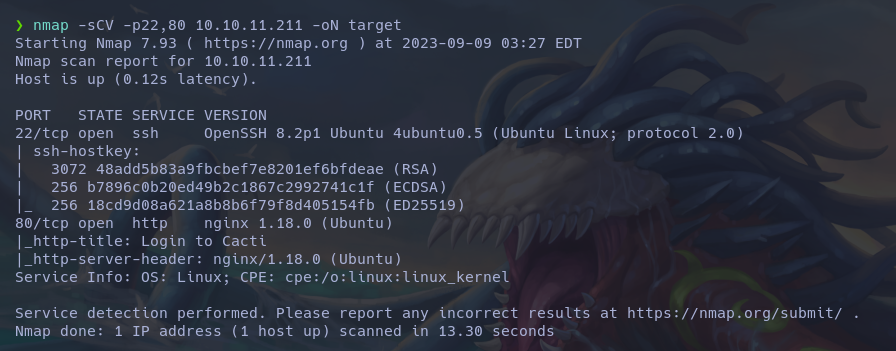 ❯ nmap -sCV -p22,80 10.10.11.211 -oN target
Starting Nmap 7.93 ( https://nmap.org ) at 2023-09-09 03:27 EDT
Nmap scan report for 10.10.11.211
Host is up (0.12s latency).
PORT   STATE SERVICE VERSION
22/tcp open  ssh     OpenSSH 8.2p1 Ubuntu 4ubuntu0.5 (Ubuntu Linux; protocol 2.0)
| ssh-hostkey:
|   3072 48add5b83a9fbcbef7e8201ef6bfdeae (RSA)
|   256 b7896c0b20ed49b2c1867c2992741c1f (ECDSA)
|_  256 18cd9d08a621a8b8b6f79f8d405154fb (ED25519)
80/tcp open  http    nginx 1.18.0 (Ubuntu)
|_http-title: Login to Cacti
|_http-server-header: nginx/1.18.0 (Ubuntu)
Service Info: OS: Linux; CPE: cpe:/o:linux:linux_kernel
Service detection performed. Please report any incorrect results at https://nmap.org/submit/ .
Nmap done: 1 IP address (1 host up) scanned in 13.30 seconds